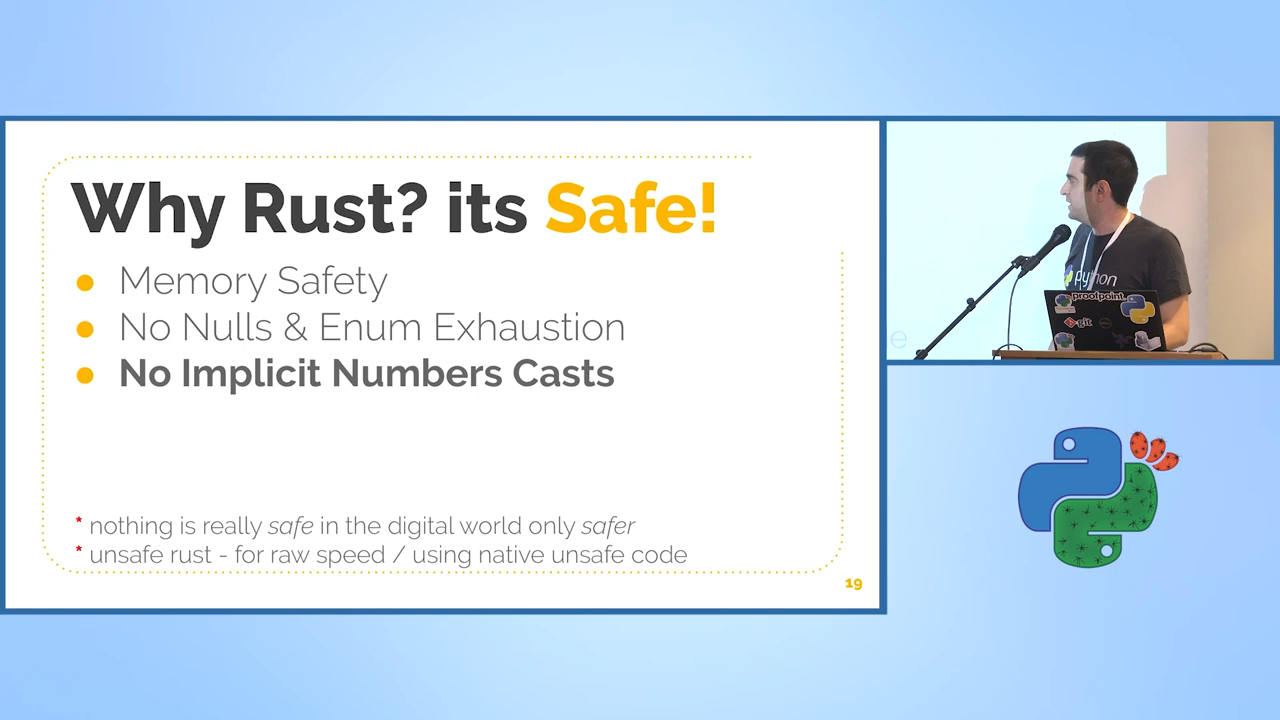 Why Rust? its Safe!
● Memory Safety
● No Nulls & Enum Exhaustion
● No Implicit Numbers Casts
* nothing is really safe in the digital world only safer
* unsafe rust - for raw speed / using native unsafe code
19
python
proofpoint.
git
e